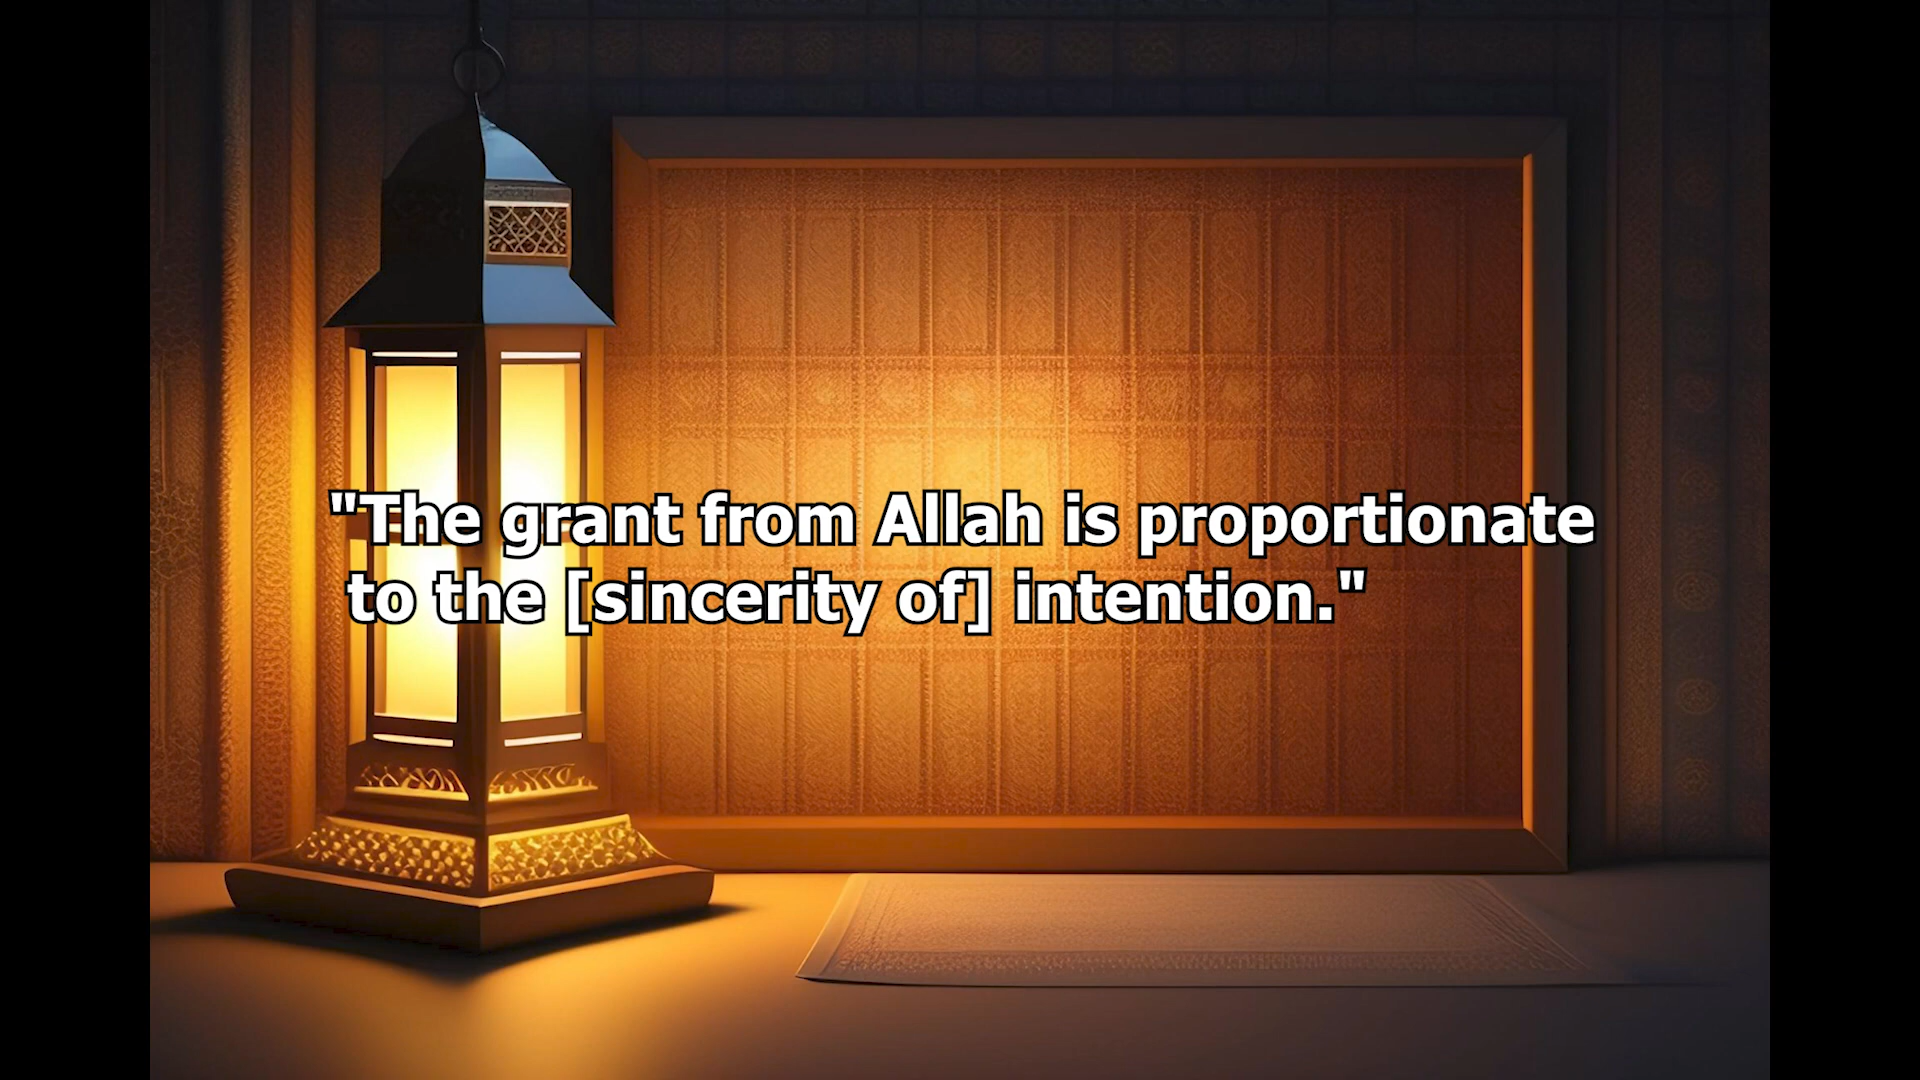 "The grant from Allah is proportionate
to the [sincerity of] intention."